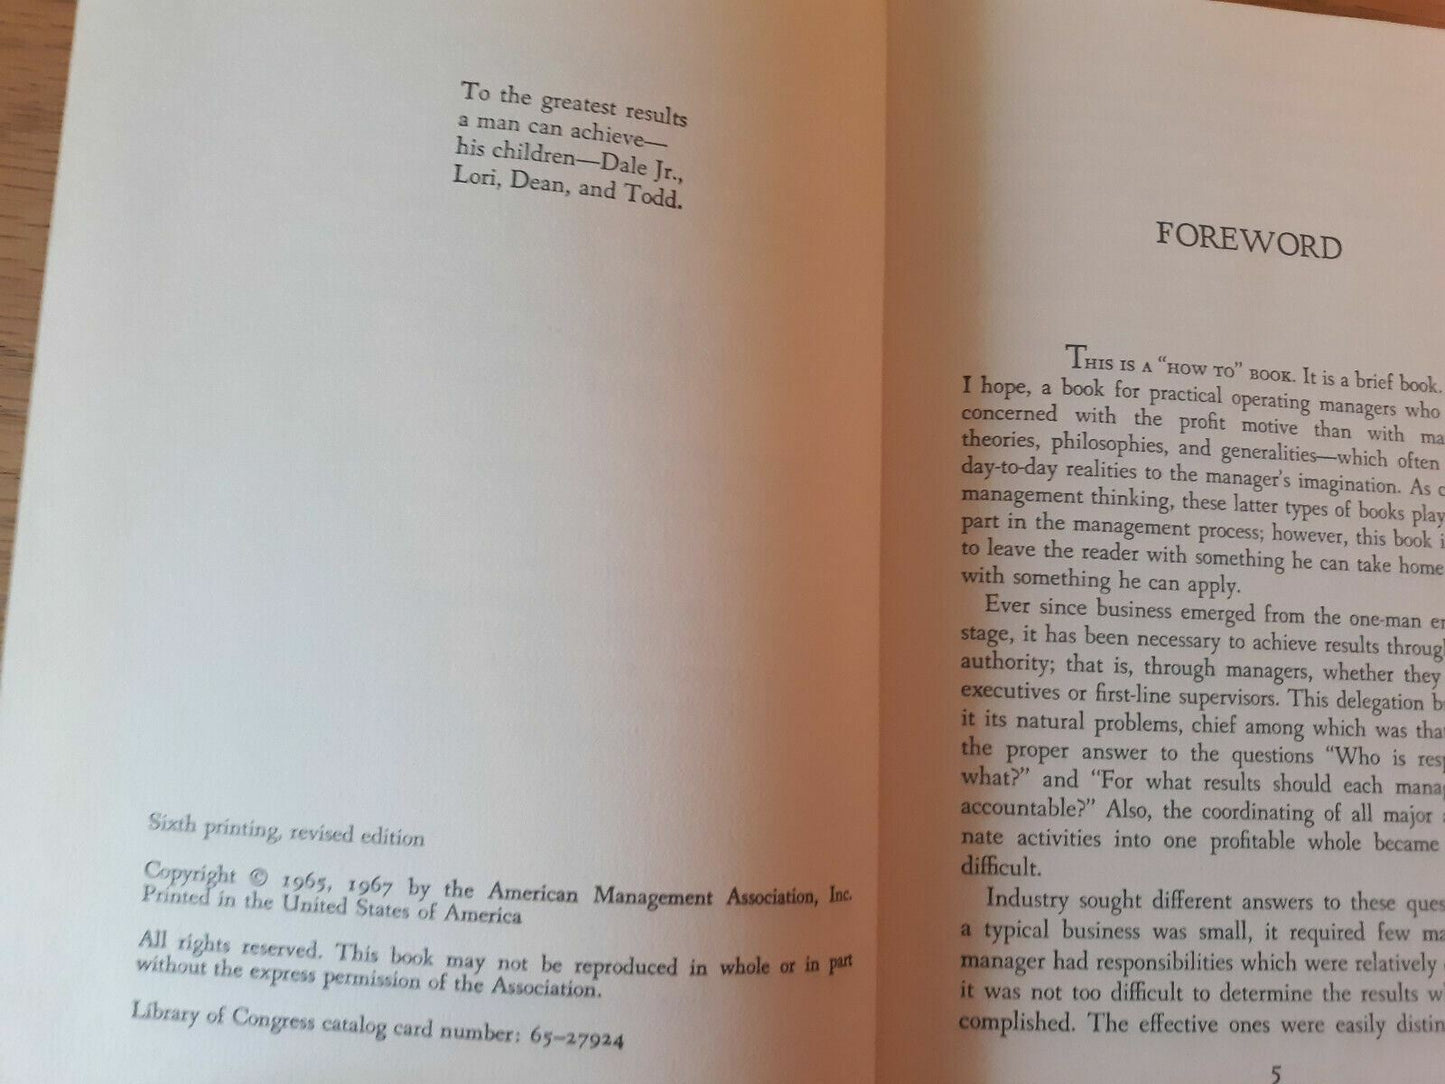 To the greatest results
a man can achieve—
his children—Dale Jr.,
Lori, Dean, and Todd.
Sixth printing, revised edition
Copyright © 1965, 1967 by the American Management Association, Inc.
Printed in the United States of America
All rights reserved. This book may not be reproduced in whole or in part
without the express permission of the Association.
Library of Congress catalog card number: 65–27924
FOREWORD
THIS IS A “HOW TO” BOOK. It is a brief book.
I hope, a book for practical operating managers who
concerned with the profit motive than with
theories, philosophies, and generalities—which often
day-to-day realities to the manager’s imagination. As
management thinking, these latter types of books play
part in the management process; however, this book
to leave the reader with something he can take home
with something he can apply.
Ever since business emerged from the one-man
stage, it has been necessary to achieve results through
authority; that is, through managers, whether they
executives or first-line supervisors. This delegation
it its natural problems, chief among which was
the proper answer to the questions “Who is
what?” and “For what results should each
accountable?” Also, the coordinating of all major
nate activities into one profitable whole became
difficult.
Industry sought different answers to these
a typical business was small, it required few
manager had responsibilities which were relatively
it was not too difficult to determine the results
complished. The effective ones were easily
5